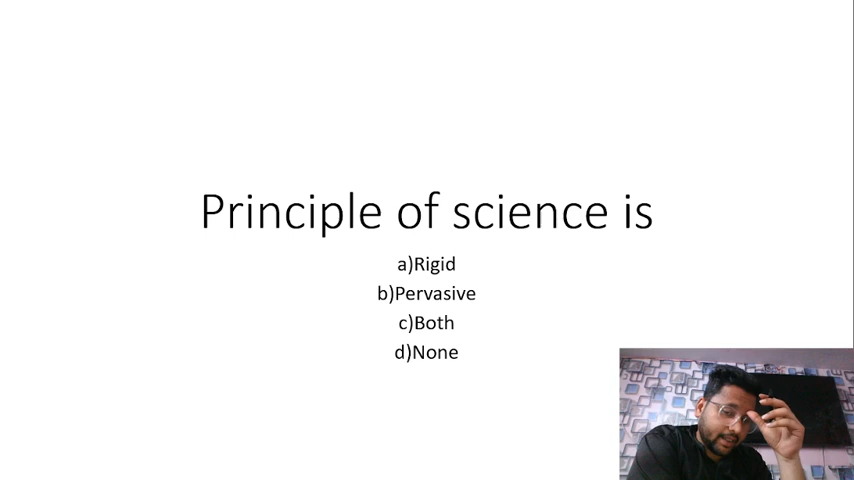 Principle of science is
a)Rigid
b)Pervasive
c)Both
d)None